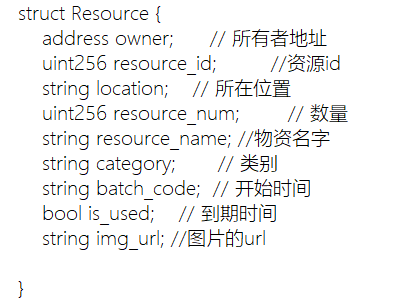 struct Resource {
address owner; // 所有者地址
uint256 resource_id; //资源id
string location; // 所在位置
uint256 resource_num; // 数量
string resource_name; //物资名字
string category; // 类别
string batch_code; // 开始时间
bool is_used; // 到期时间
string img_url; //图片的url
}